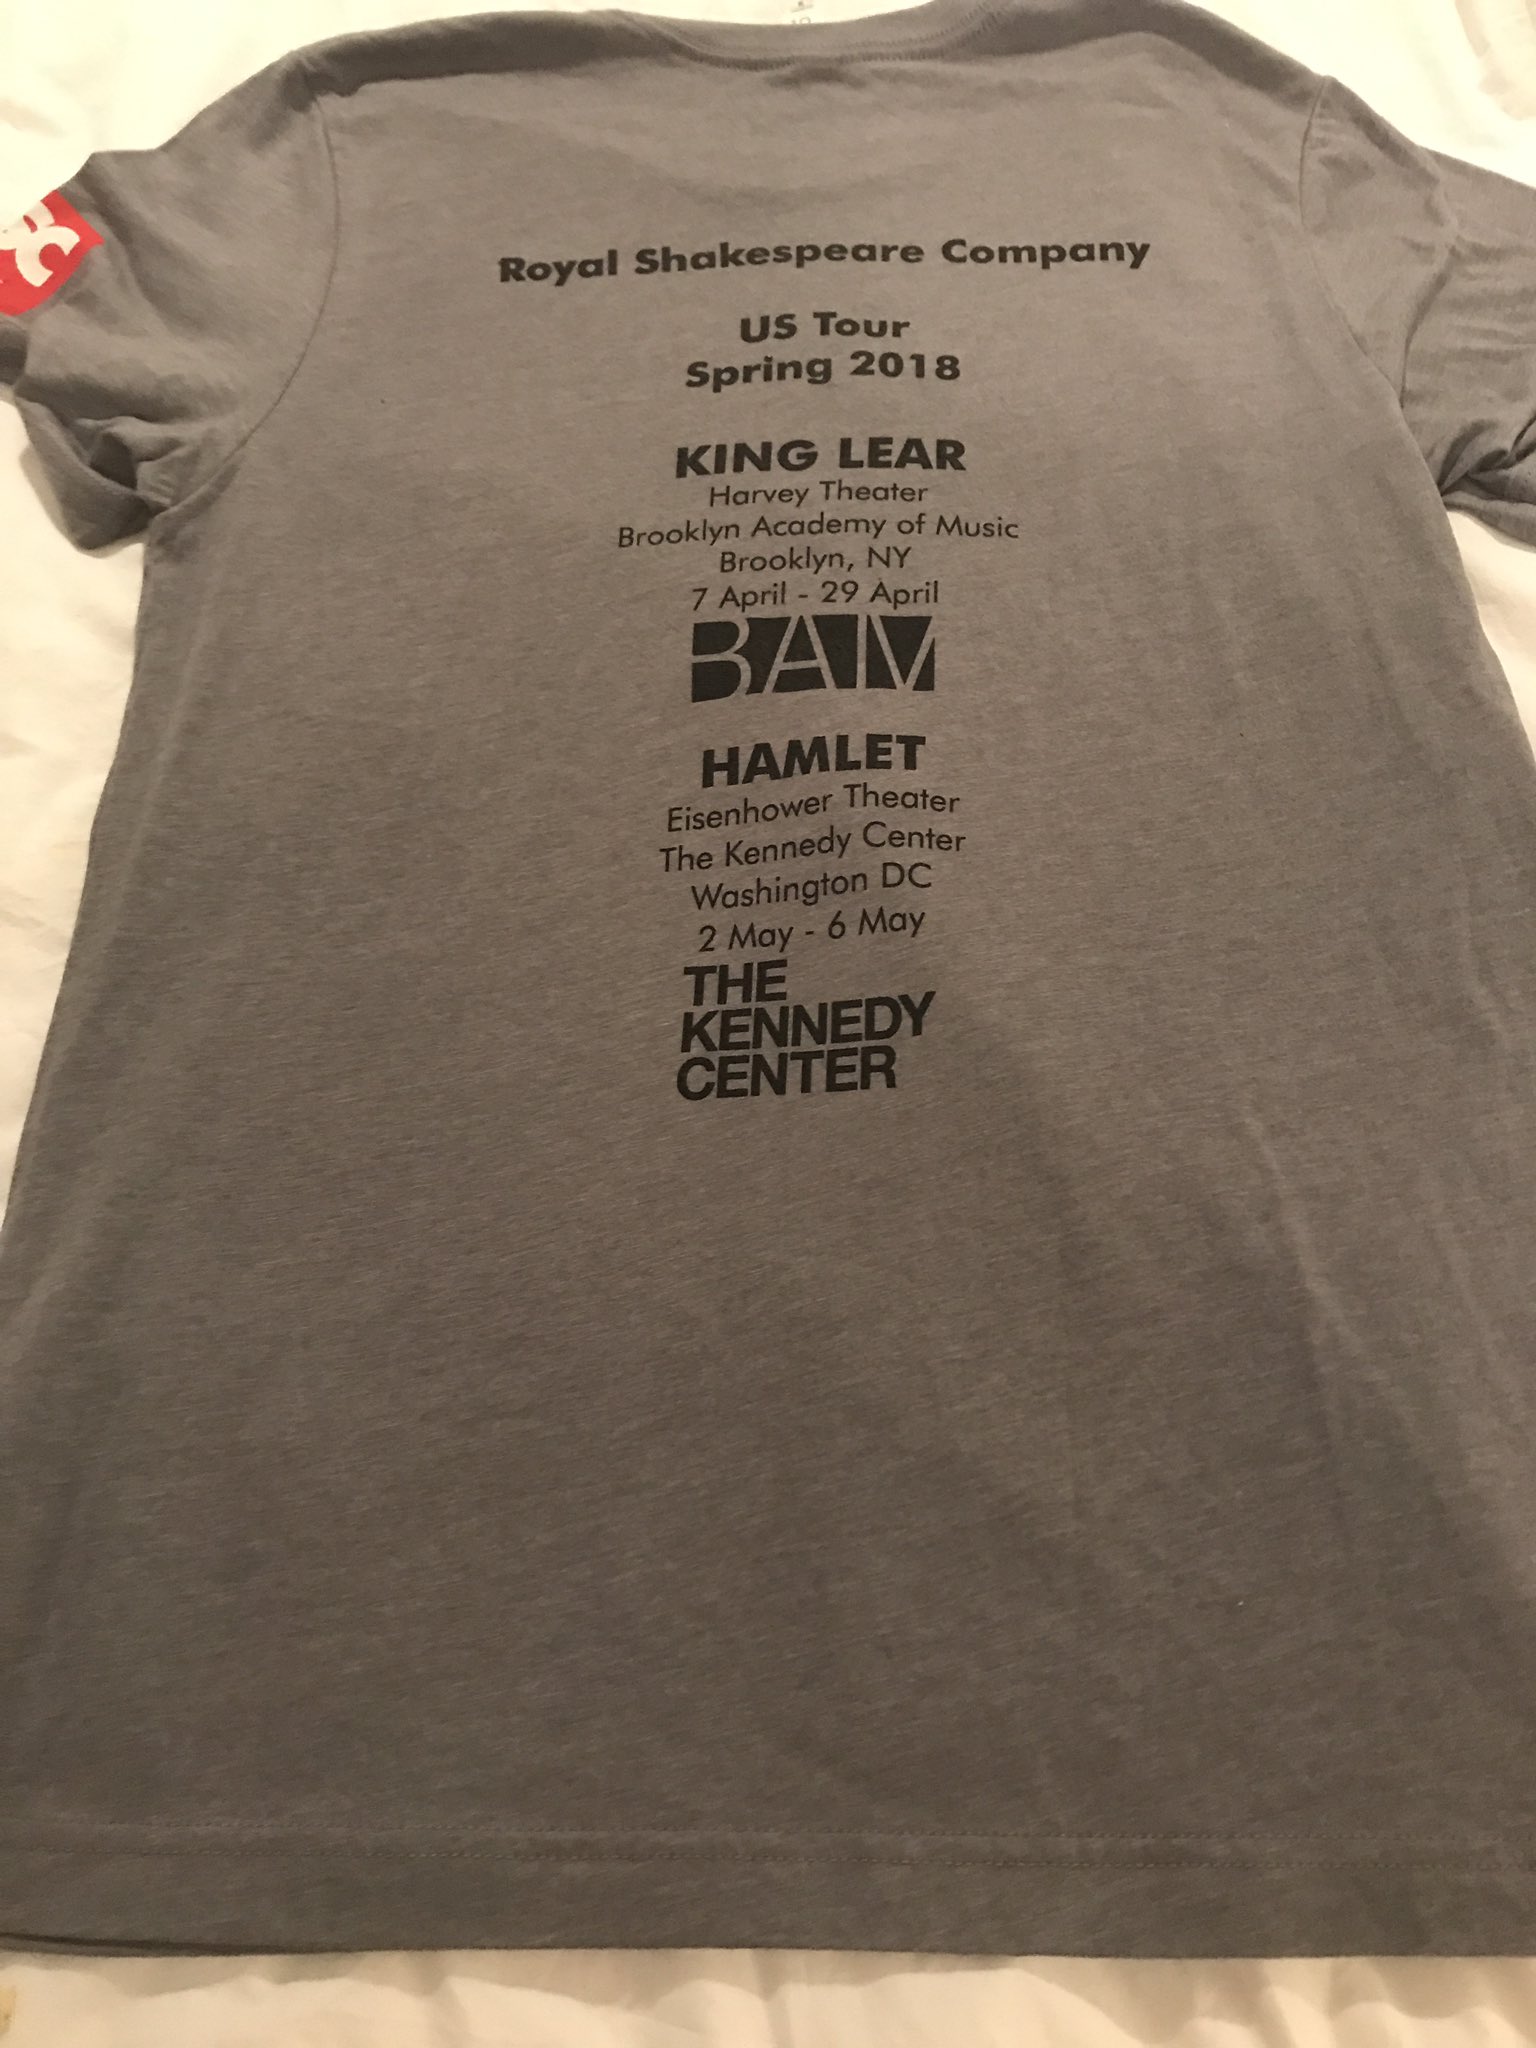 Royal Shakespeare Company
US Tour
Spring 2018
KING LEAR
Harvey Theater
Brooklyn Academy of Music
Brooklyn, NY
7 April - 29 April
BAM
HAMLET
Eisenhower Theater
The Kennedy Center
Washington DC
2 May - 6 May
THE
KENNEDY
CENTER